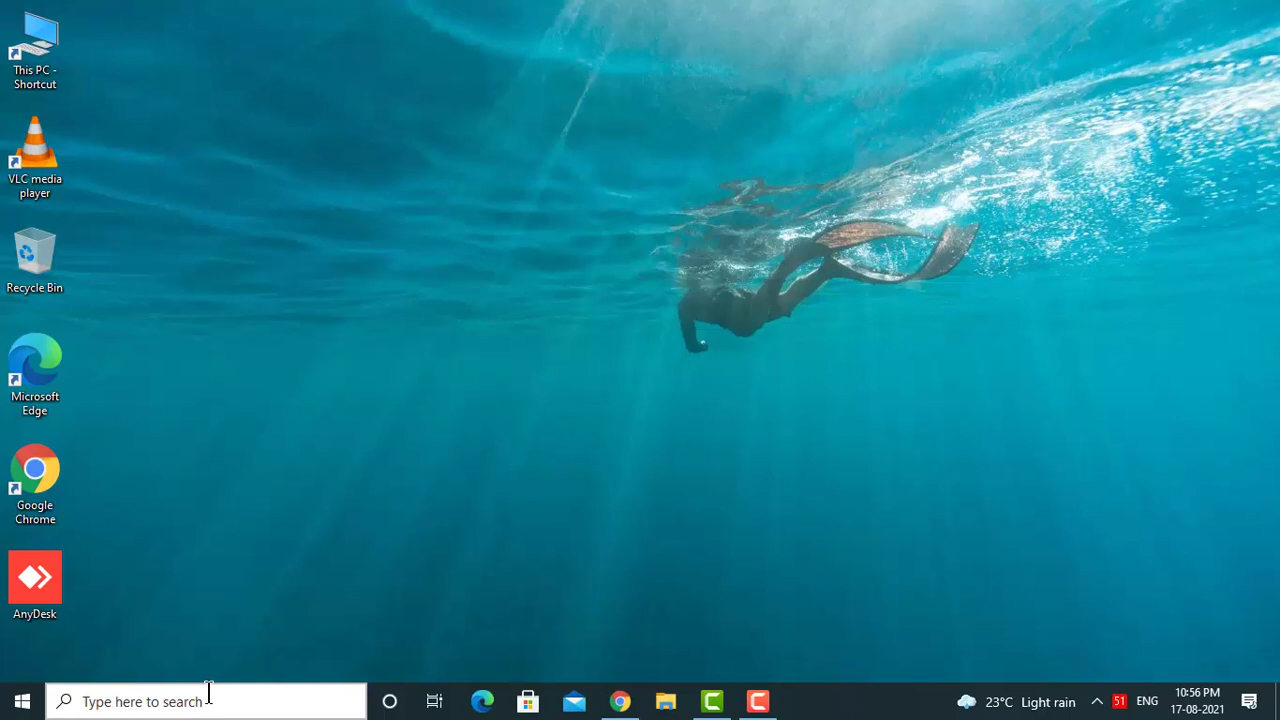 This PC -
Shortcut
VLC media
player
Recycle Bin
Microsoft
Edge
Google
Chrome
AnyDesk
Type here to search
23°C Light rain
51
ENG
10:56 PM
17-08-2021